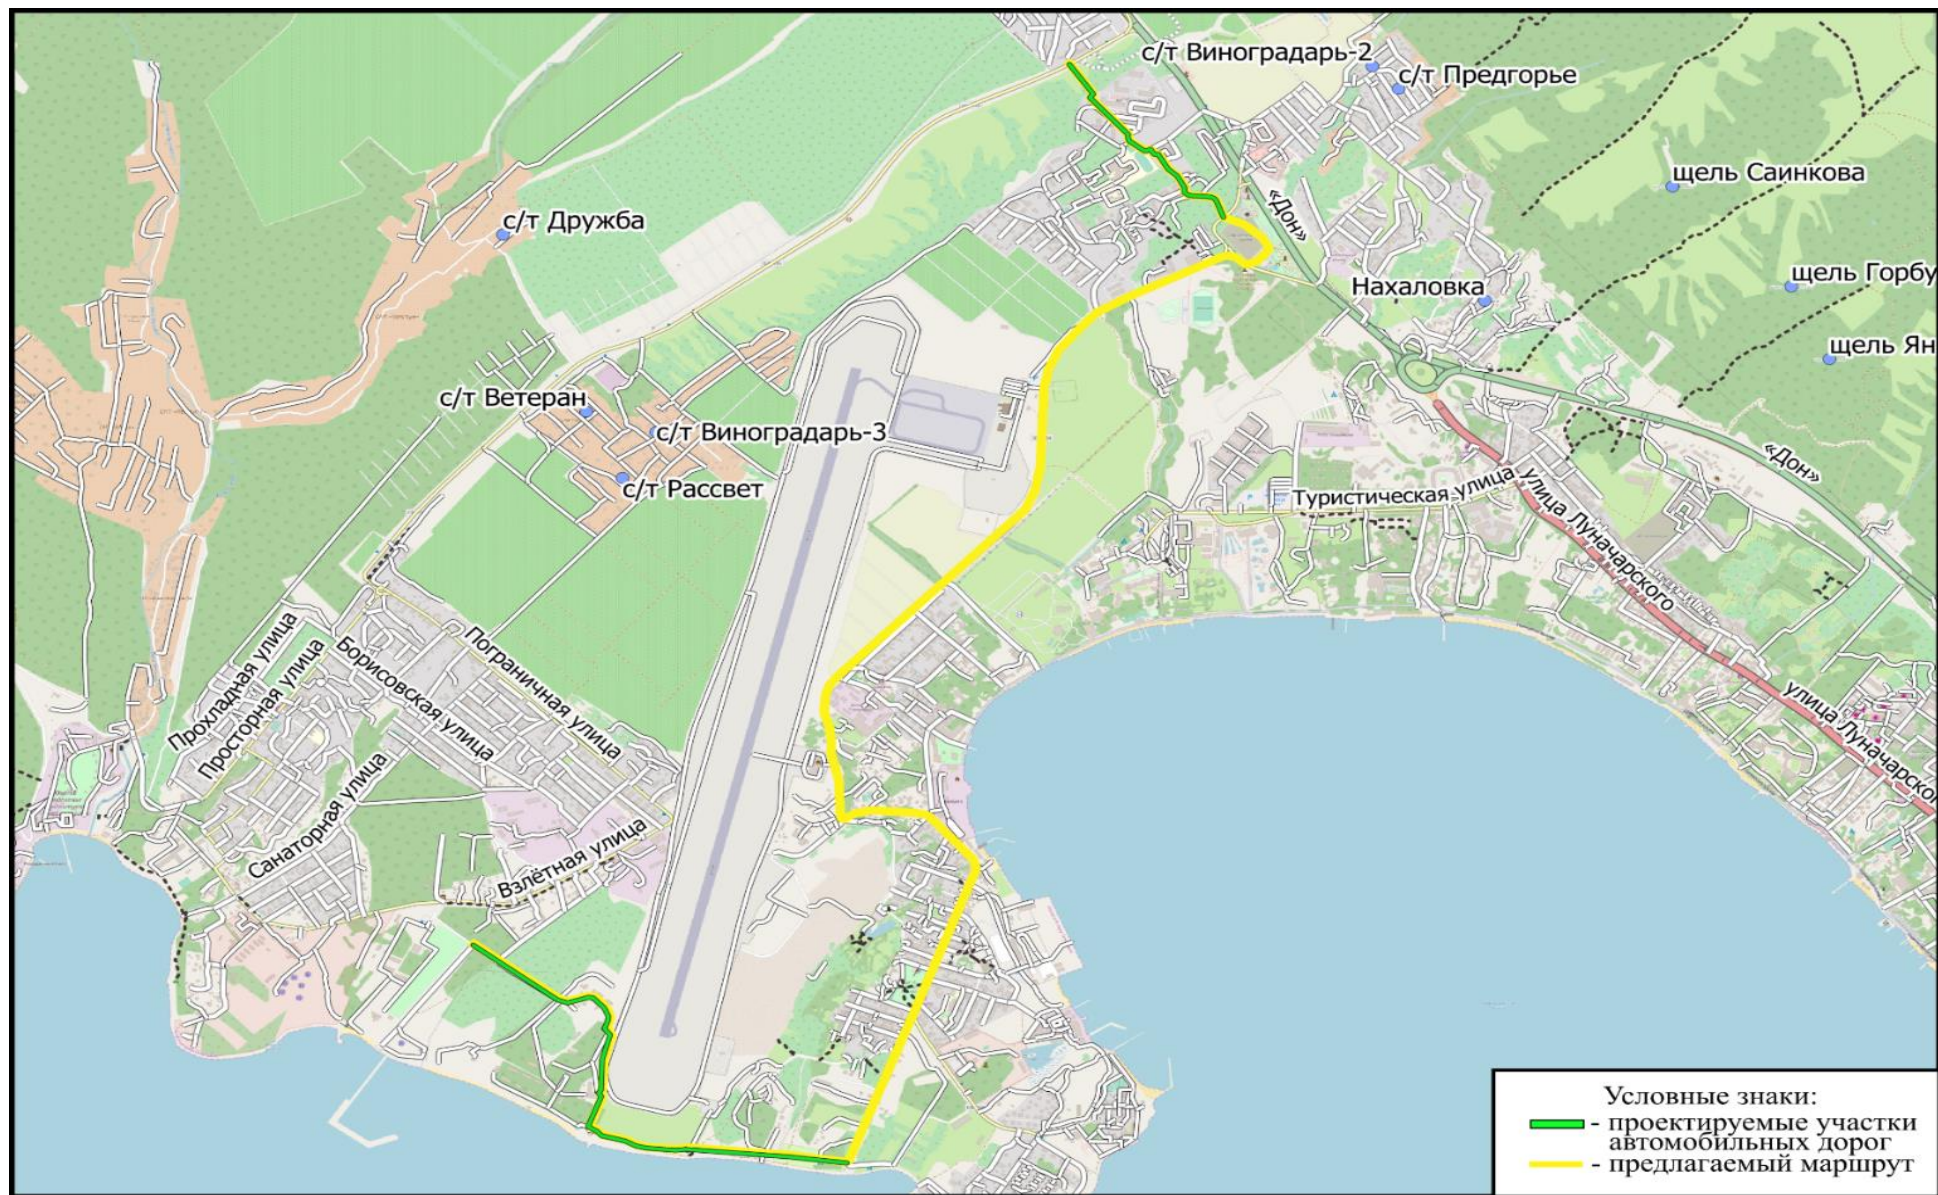 с/т Виноградарь-2
с/т Предгорье
щель Саинкова
с/т Дружба
«Дон»
щель Горбу
Нахаловка
щель Ян
с/т Ветеран
с/т Виноградарь-3
с/т Рассвет
Туристическая улица
«Дон»
улица Луначарского
Прохладная улица
Просторная улица
Борисовская улица
Пограничная улица
улица Луначарског
Санаторная улица
Взлётная улица
Условные знаки:
- проектируемые участки
автомобильных дорог
- предлагаемый маршрут